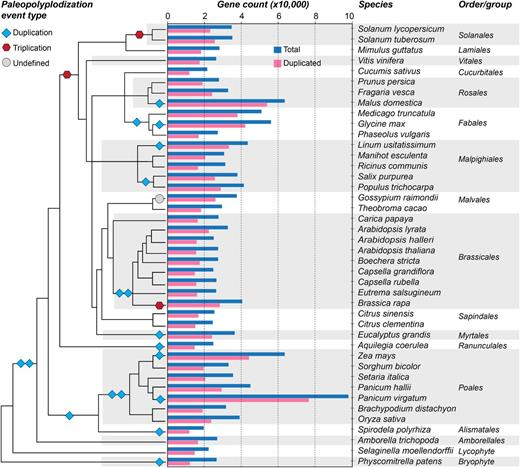 Paleopolyplodization event type
Duplication
Triplication
Undefined
Gene count (x10,000)
0 2 4 6 8 10
Total
Duplicated
Species Order/group
Solanum lycopersicum
Solanum tuberosum
Solanales
Mimulus guttatus Lamiales
Vitis vinifera Vitales
Cucumis sativus Cucurbitales
Prunus persica
Fragaria vesca Rosales
Malus domestica
Medicago truncatula
Glycine max Fabales
Phaseolus vulgaris
Linum usitatissimum
Manihot esculenta
Ricinus communis Malpighiales
Salix purpurea
Populus trichocarpa
Gossypium raimondii
Malvales
Theobroma cacao
Carica papaya
Arabidopsis lyrata
Arabidopsis halleri
Arabidopsis thaliana
Boechera stricta Brassicales
Capsella grandiflora
Capsella rubella
Eutrema salsugineum
Brassica rapa
Citrus sinensis
Sapindales
Citrus clementina
Eucalyptus grandis Myrtales
Aquilegia coerulea Ranunculales
Zea mays
Sorghum bicolor
Setaria italica
Panicum hallii Poales
Panicum virgatum
Brachypodium distachyon
Oryza sativa
Spirodela polyrhiza Alismatales
Amborella trichopoda Amborellales
Selaginella moellendorffii Lycophyte
Physcomitrella patens Bryophyte